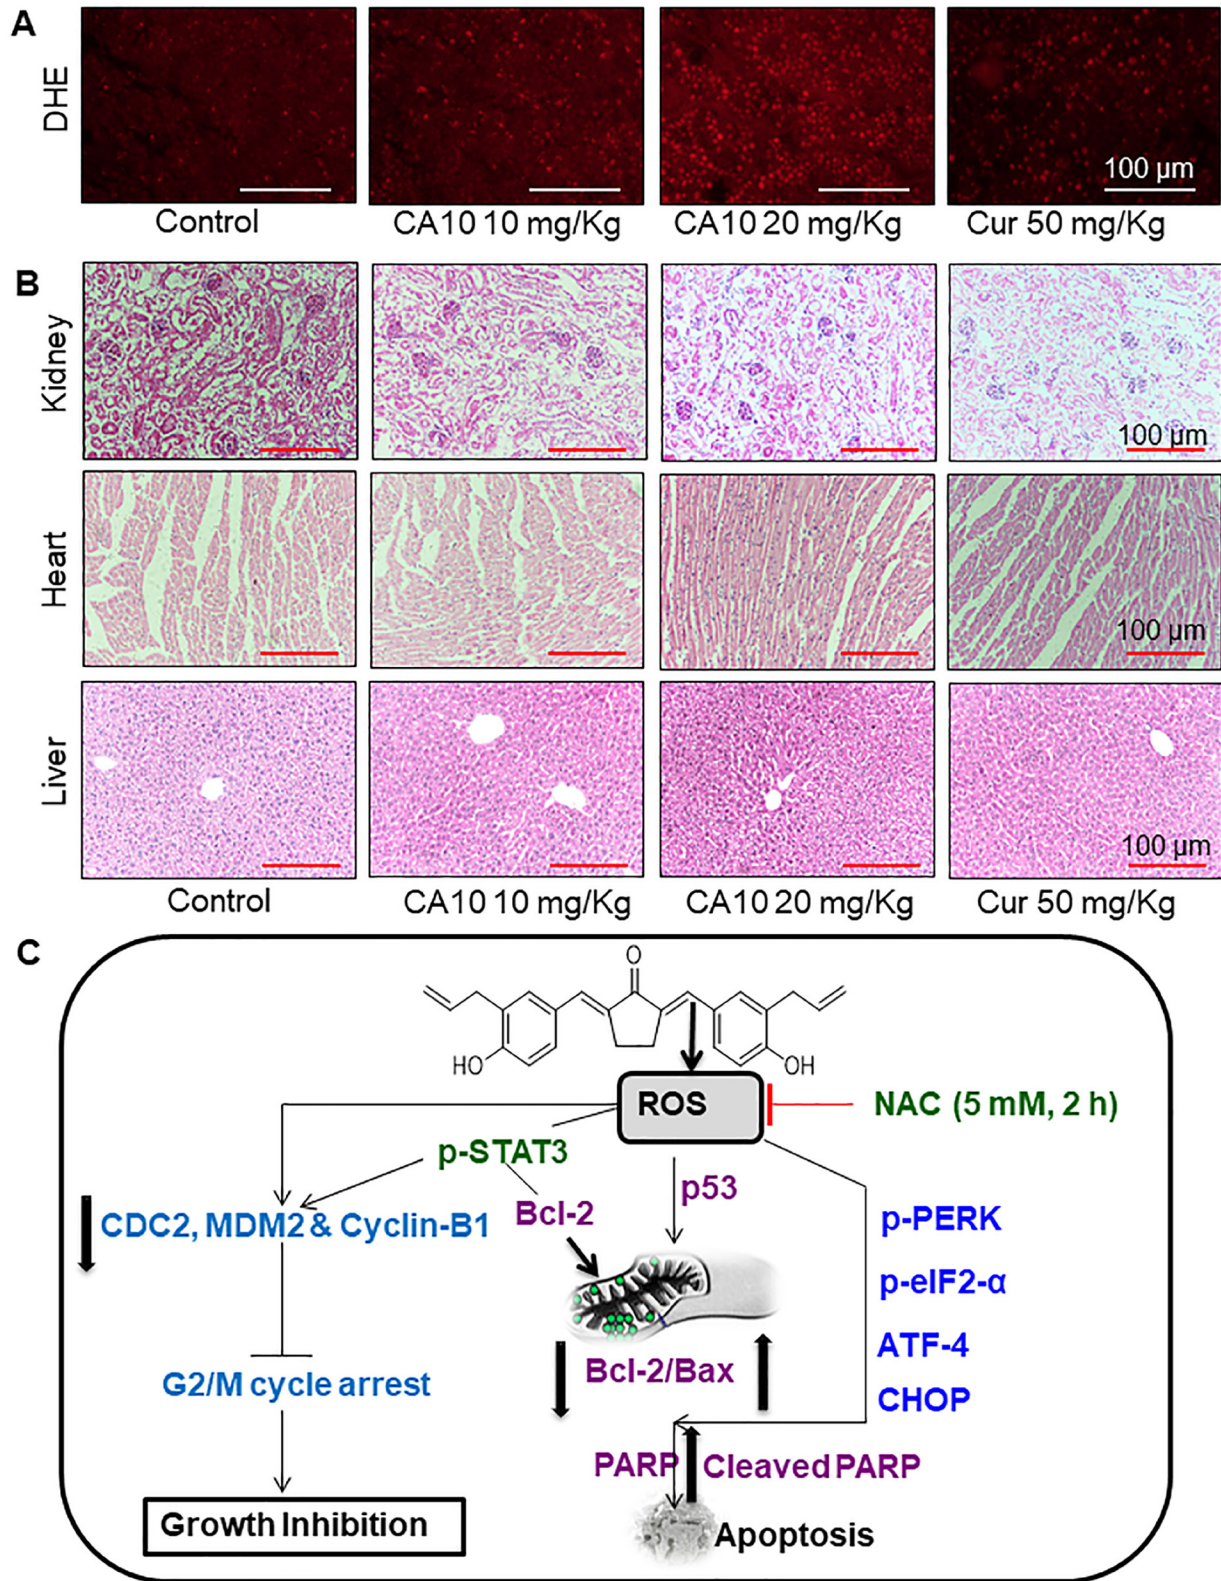 A
DHE
100 µm
Control
CA10 10 mg/Kg
CA10 20 mg/Kg
Cur 50 mg/Kg
B
Kidney
100 µm
Heart
100 µm
Liver
100 µm
Control
CA10 10 mg/Kg
CA10 20 mg/Kg
Cur 50 mg/Kg
C
O
HO
OH
ROS
NAC (5 mM, 2 h)
p-STAT3
p53
Bcl-2
CDC2, MDM2 & Cyclin-B1
p-PERK
p-eIF2-α
ATF-4
Bcl-2/Bax
G2/M cycle arrest
CHOP
PARP
Cleaved PARP
Growth Inhibition
Apoptosis